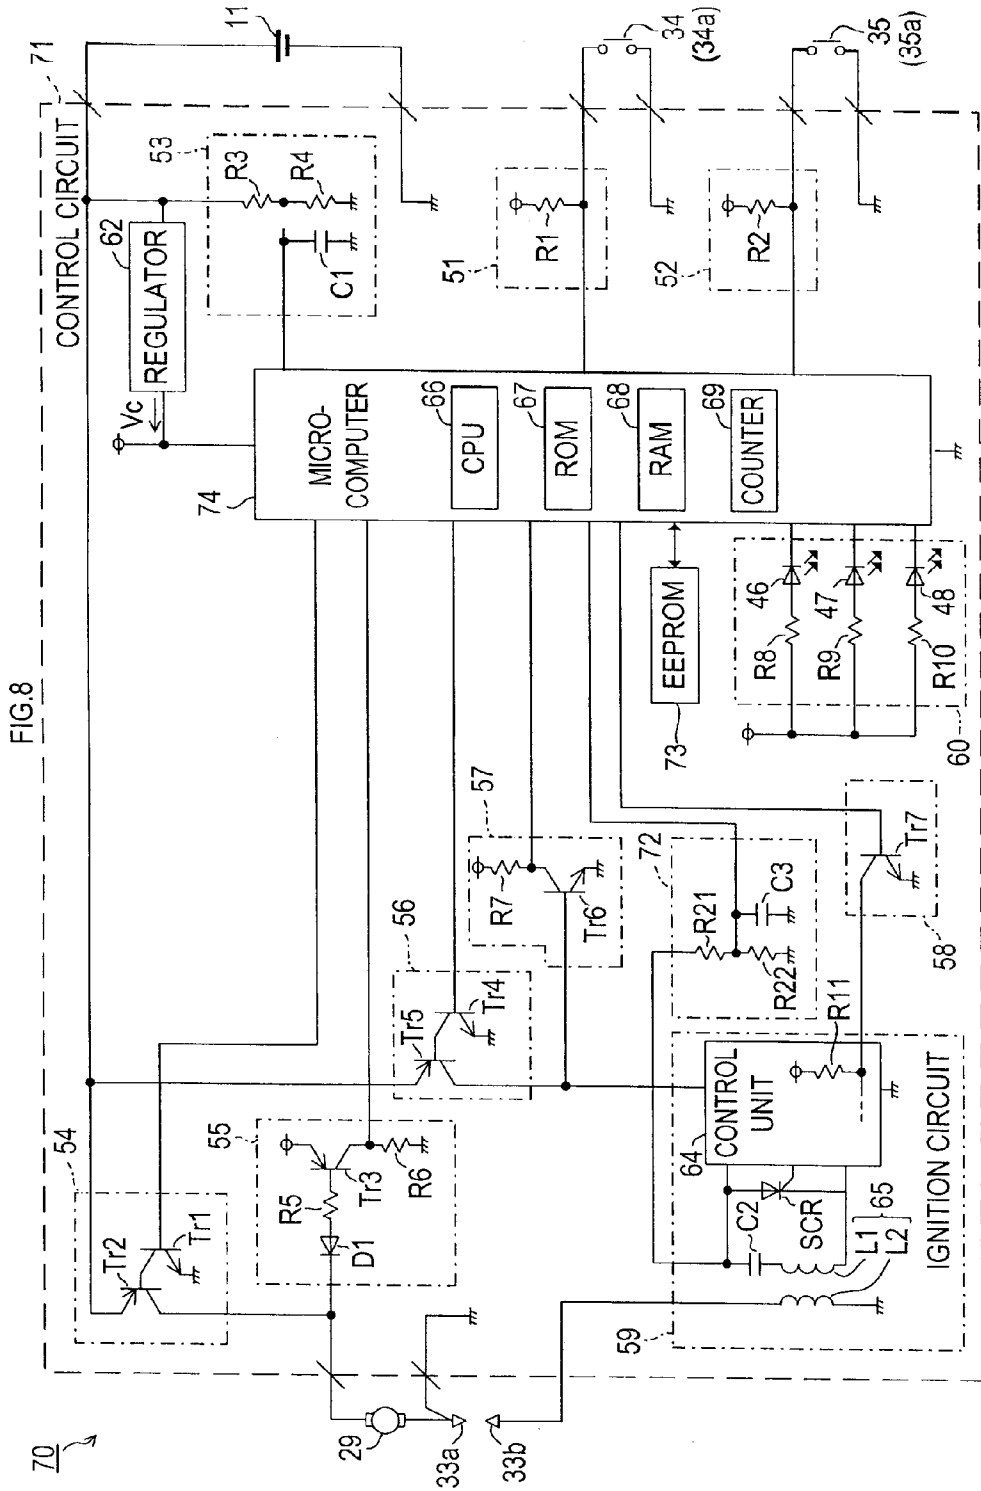 FIG.8
70
CONTROL CIRCUIT
71
11
34
(34a)
35
(35a)
53
R3
R4
C1
62
REGULATOR
Vc
51
R1
52
R2
74
MICRO-
COMPUTER
66
CPU
67
ROM
68
RAM
69
COUNTER
EEPROM
73
46
47
48
R8
R9
R10
60
54
Tr2
Tr1
55
R5
D1
Tr3
R6
56
Tr5
Tr4
57
R7
Tr6
72
R21
R22
C3
58
Tr7
64
CONTROL
UNIT
R11
C2
SCR
L1
L2
65
IGNITION CIRCUIT
59
29
33a
33b